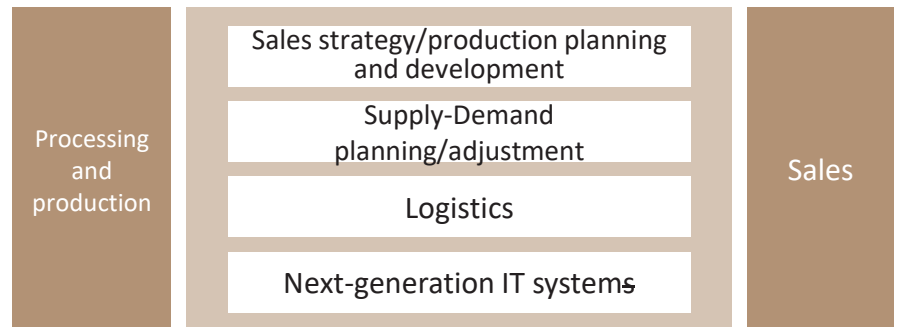 Processing
and
production
Sales strategy/production planning
and development
Supply-Demand
planning/adjustment
Logistics
Next-generation IT systems
Sales